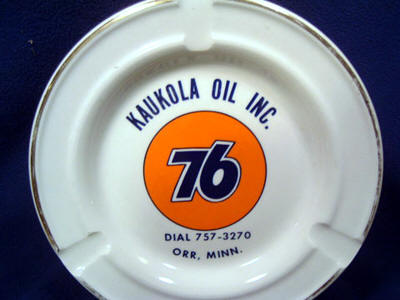 KAUKOLA OIL INC.
76
DIAL 757-3270
ORR, MINN.